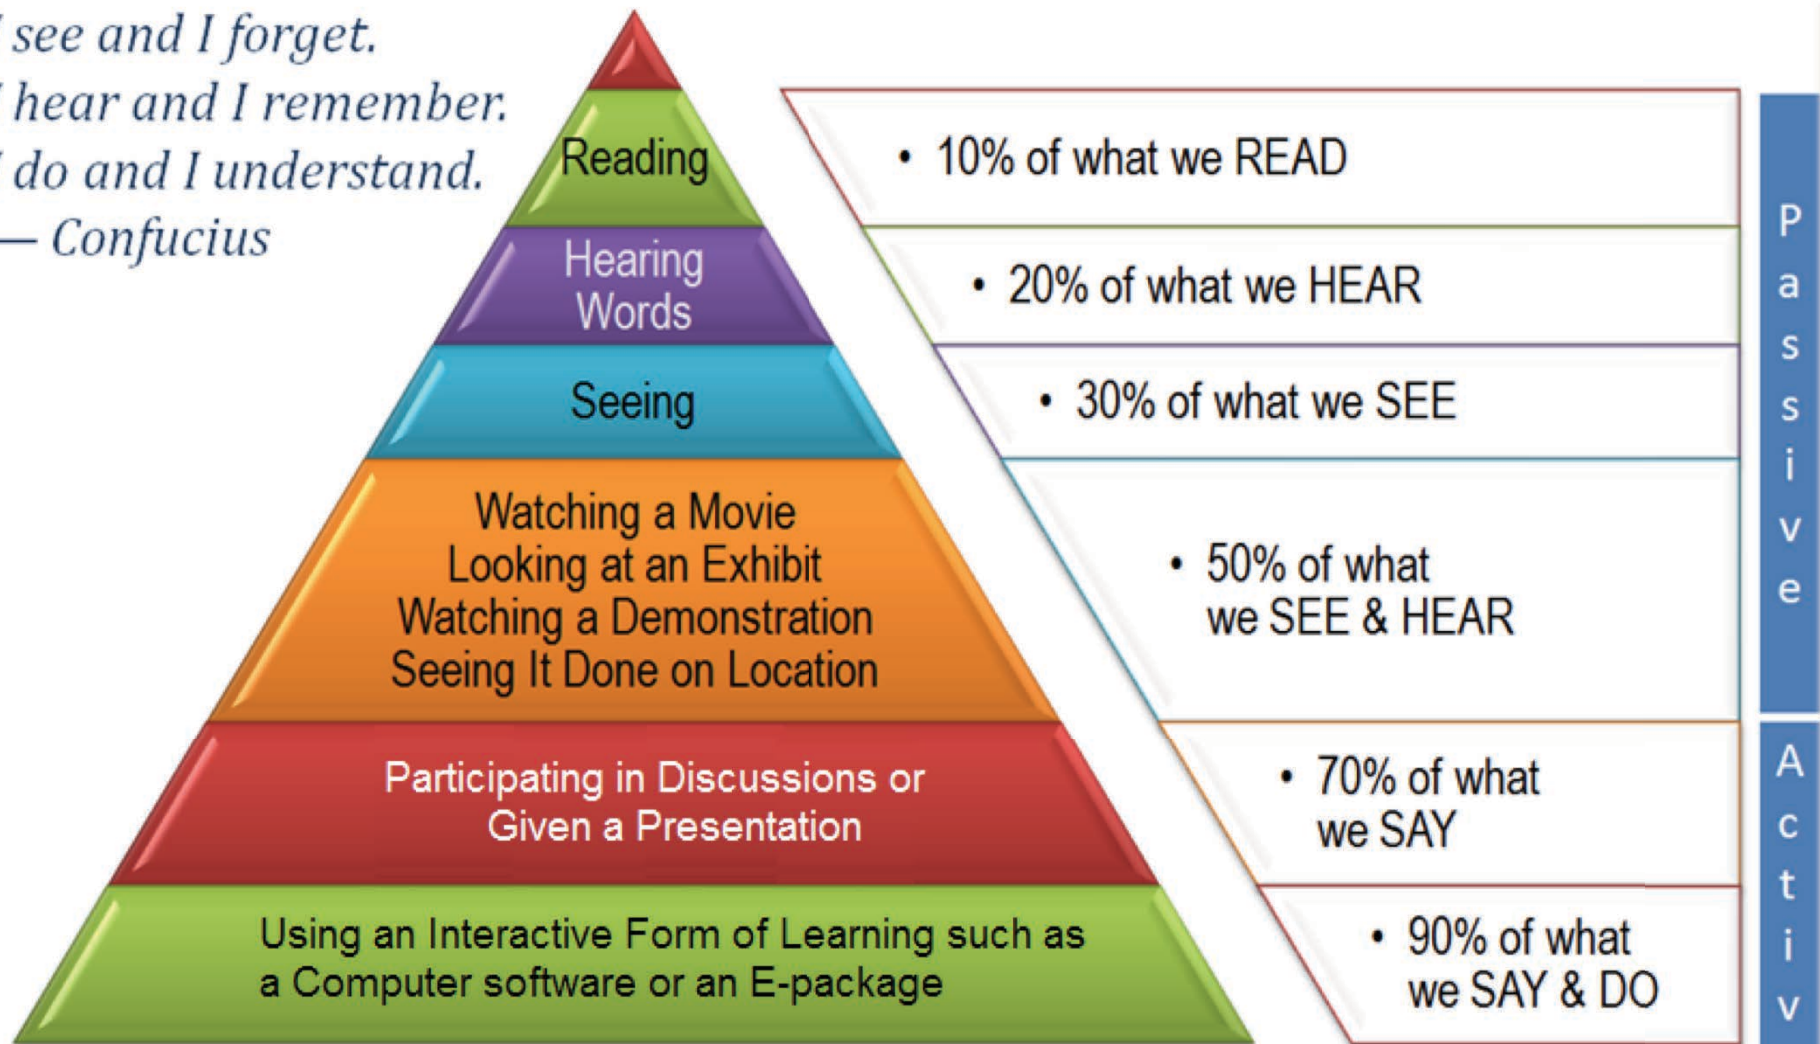 I see and I forget.
I hear and I remember.
I do and I understand.
— Confucius
Reading
Hearing
Words
Seeing
Watching a Movie
Looking at an Exhibit
Watching a Demonstration
Seeing It Done on Location
Participating in Discussions or
Given a Presentation
Using an Interactive Form of Learning such as
a Computer software or an E-package
• 10% of what we READ
• 20% of what we HEAR
• 30% of what we SEE
• 50% of what
we SEE & HEAR
• 70% of what
we SAY
• 90% of what
we SAY & DO
Passive
Activ